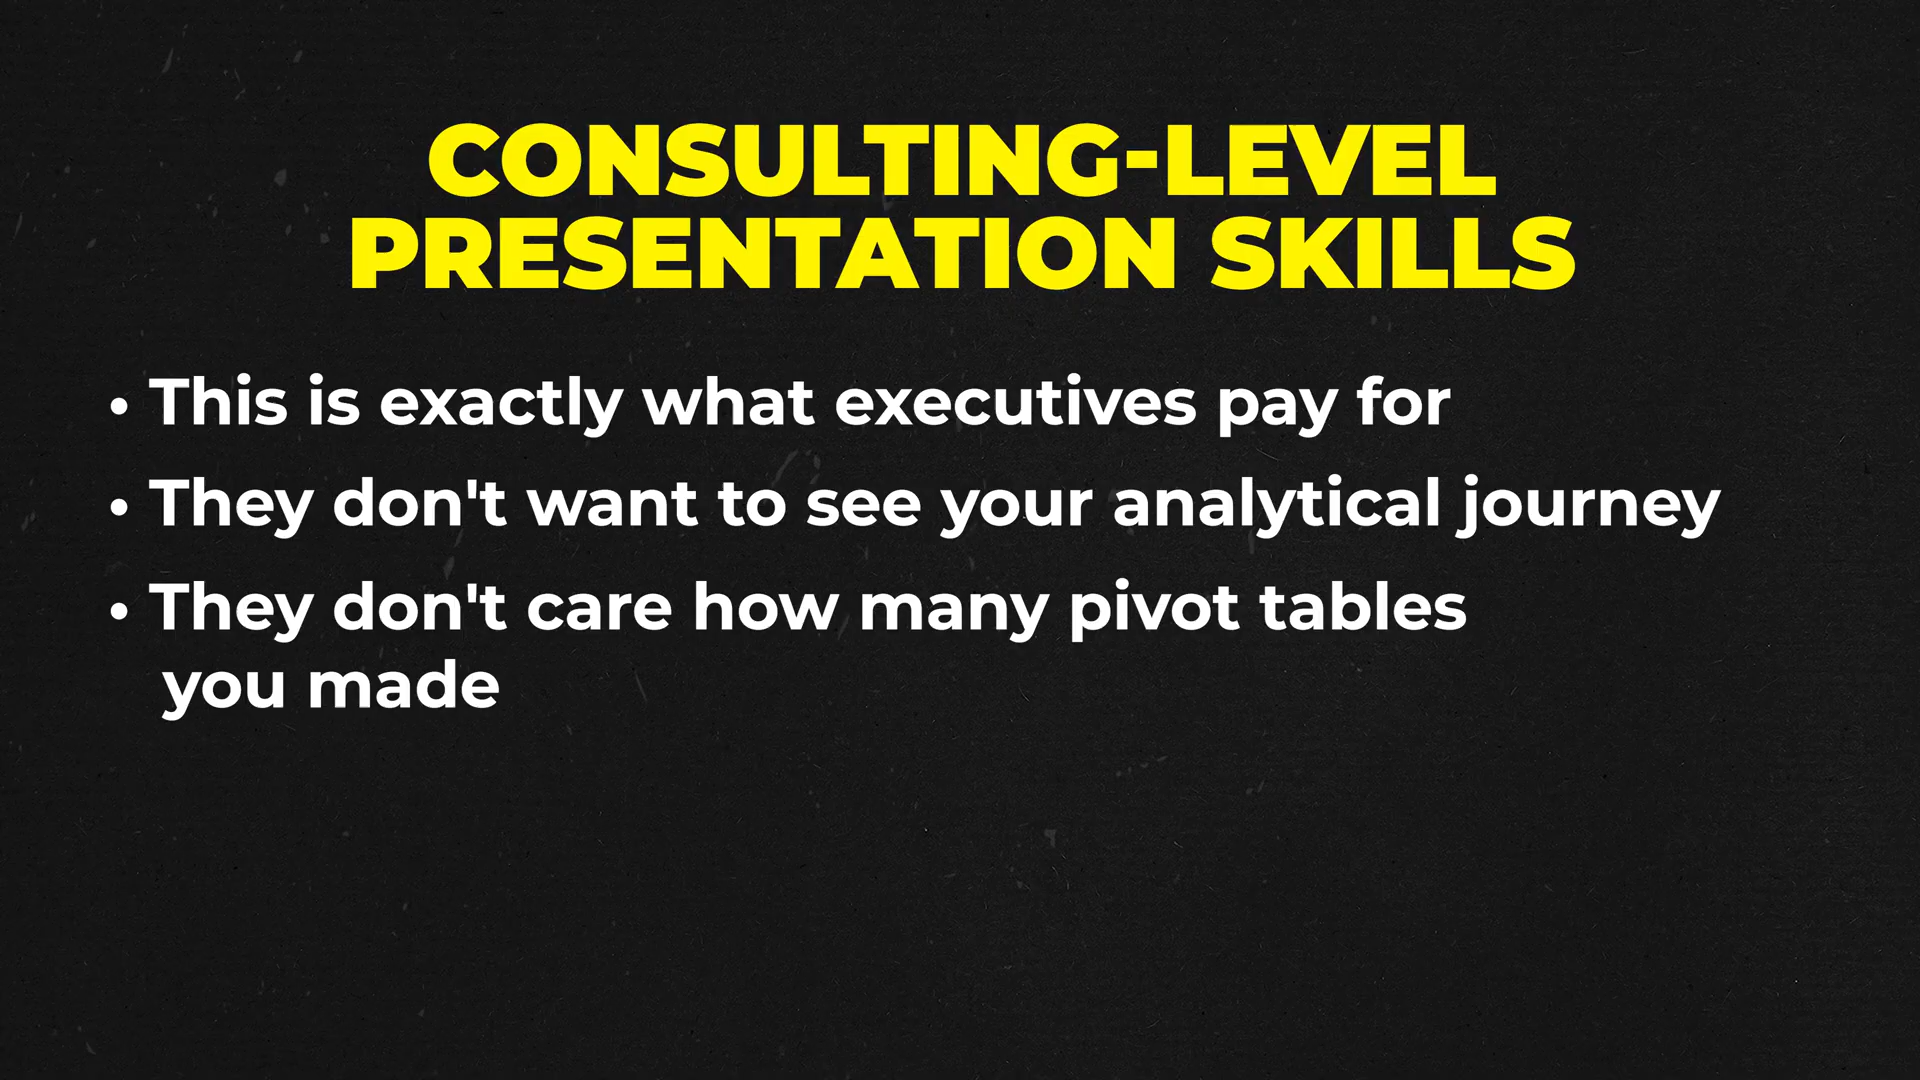 CONSULTING-LEVEL
PRESENTATION SKILLS
• This is exactly what executives pay for
• They don't want to see your analytical journey
• They don't care how many pivot tables
you made